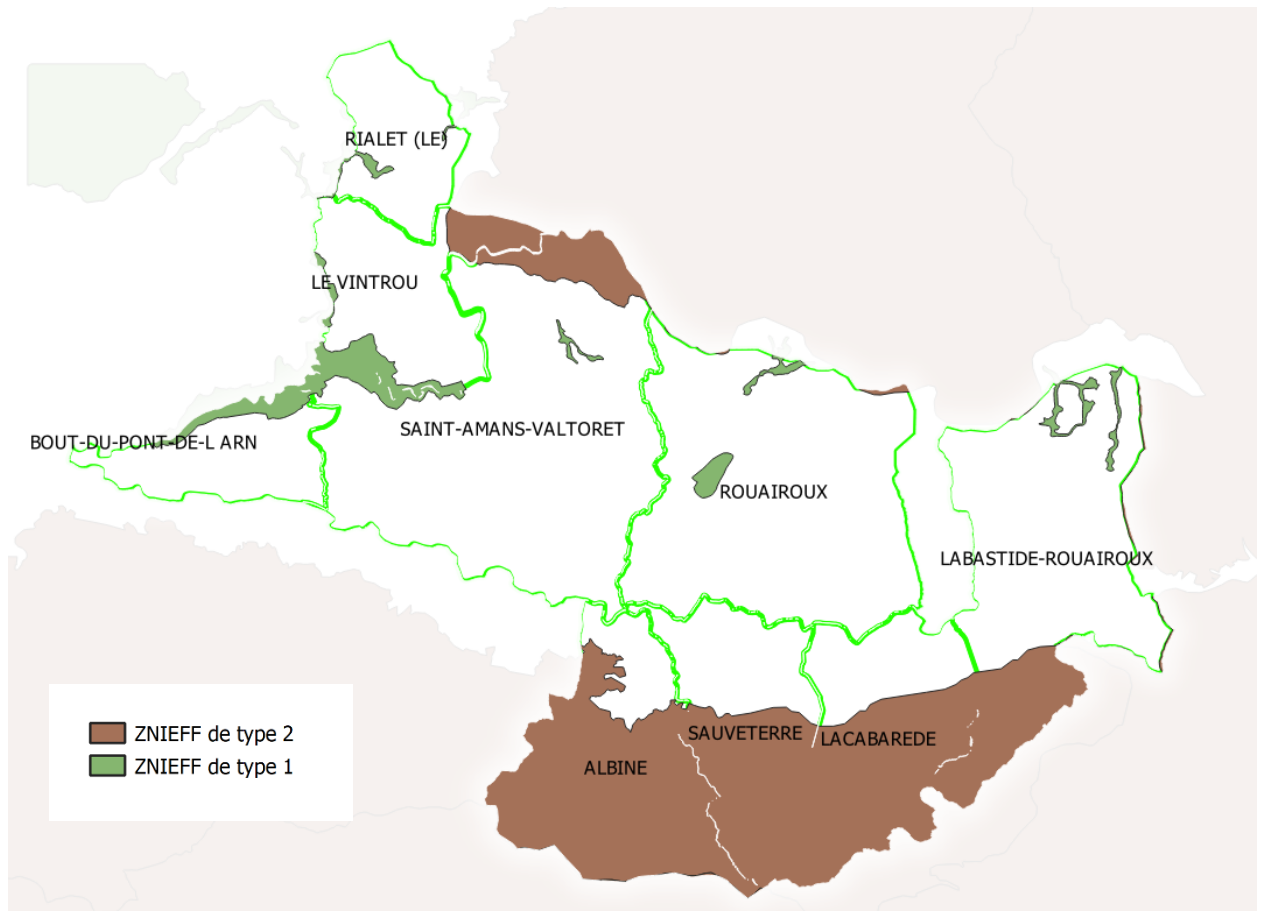 RIALET (LE)
LE VINTROU
SAINT-AMANS-VALTORET
BOUT-DU-PONT-DE-L ARN
ROUAIROUX
LABASTIDE-ROUAIROUX
SAUVETERRE
LACABAREDE
ALBINE
ZNIEFF de type 2
ZNIEFF de type 1